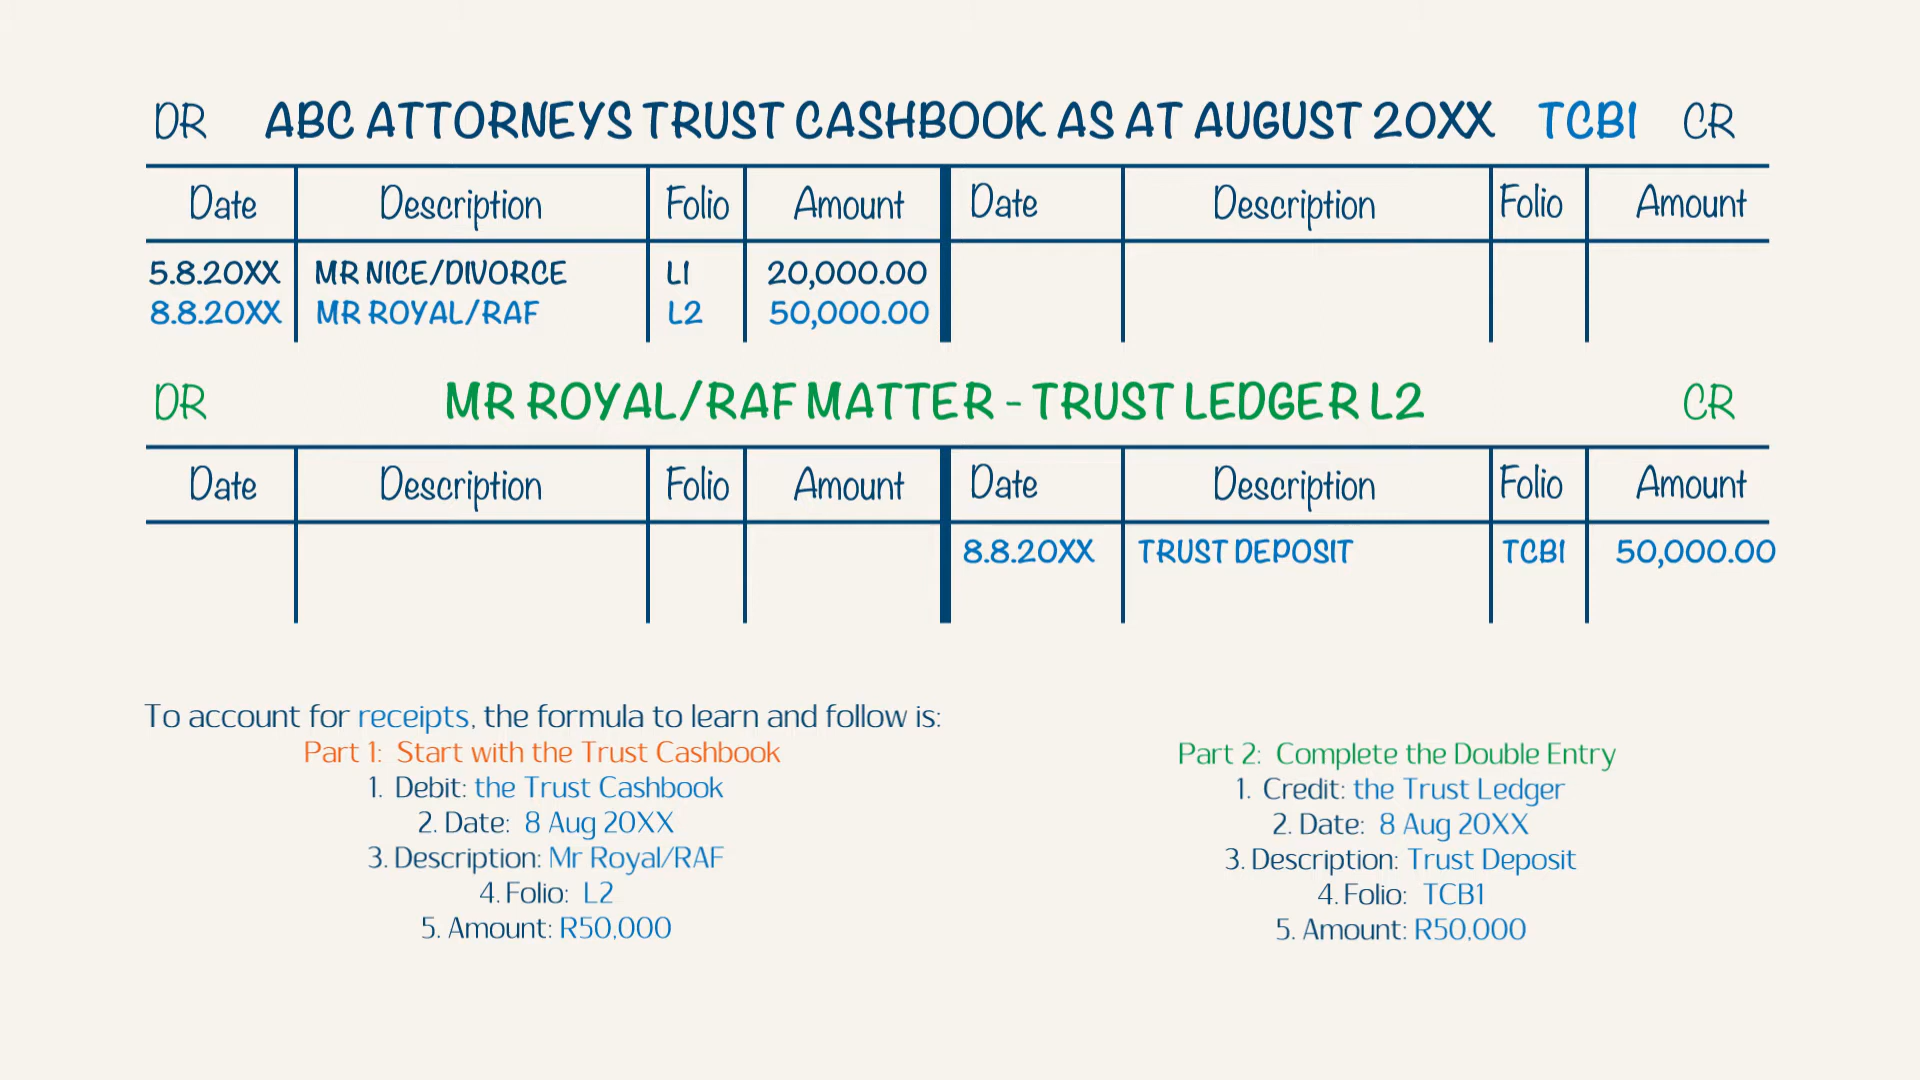 DR ABC ATTORNEYS TRUST CASHBOOK AS AT AUGUST 20XX TCB1 CR
Date Description Folio Amount Date Description Folio Amount
5.8.20XX MR NICE/DIVORCE L1 20,000.00
8.8.20XX MR ROYAL/RAF L2 50,000.00
DR MR ROYAL/RAF MATTER - TRUST LEDGER L2 CR
Date Description Folio Amount Date Description Folio Amount
8.8.20XX TRUST DEPOSIT TCB1 50,000.00
To account for receipts, the formula to learn and follow is:
Part 1: Start with the Trust Cashbook
1. Debit: the Trust Cashbook
2. Date: 8 Aug 20XX
3. Description: Mr Royal/RAF
4. Folio: L2
5. Amount: R50,000
Part 2: Complete the Double Entry
1. Credit: the Trust Ledger
2. Date: 8 Aug 20XX
3. Description: Trust Deposit
4. Folio: TCB1
5. Amount: R50,000